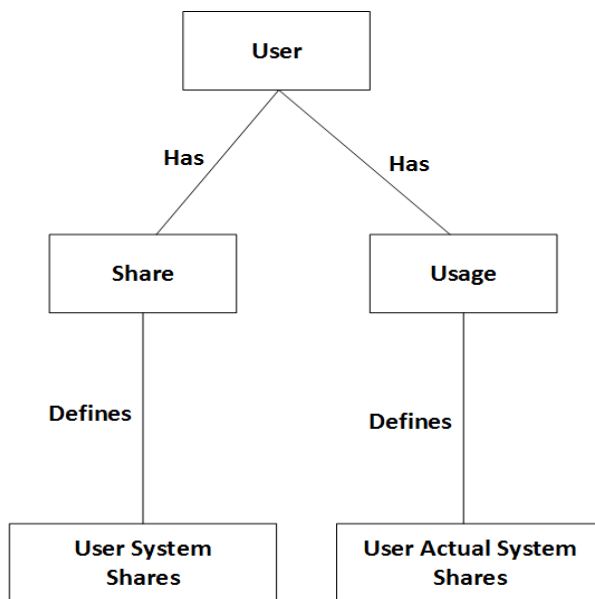 User
Has
Has
Share
Usage
Defines
Defines
User System
Shares
User Actual System
Shares